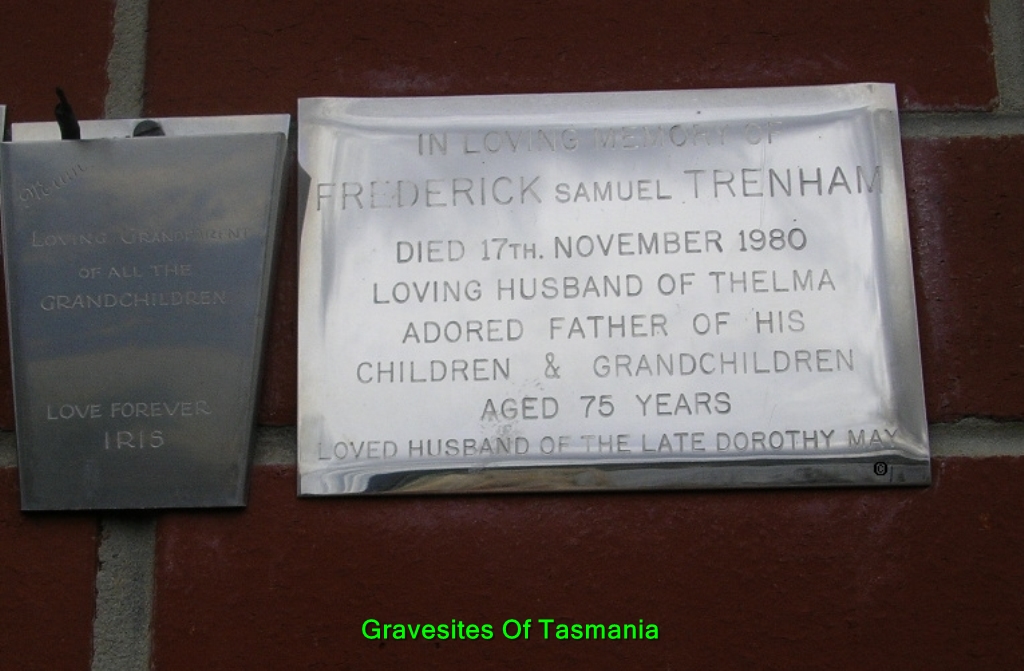 LOVING GRANDPARENT
OF ALL THE
GRANDCHILDREN
LOVE FOREVER
IRIS
IN LOVING MEMORY OF
FREDERICK SAMUEL TRENHAM
DIED 17TH. NOVEMBER 1980
LOVING HUSBAND OF THELMA
ADORED FATHER OF HIS
CHILDREN & GRANDCHILDREN
AGED 75 YEARS
LOVED HUSBAND OF THE LATE DOROTHY MAY
©
Gravesites Of Tasmania